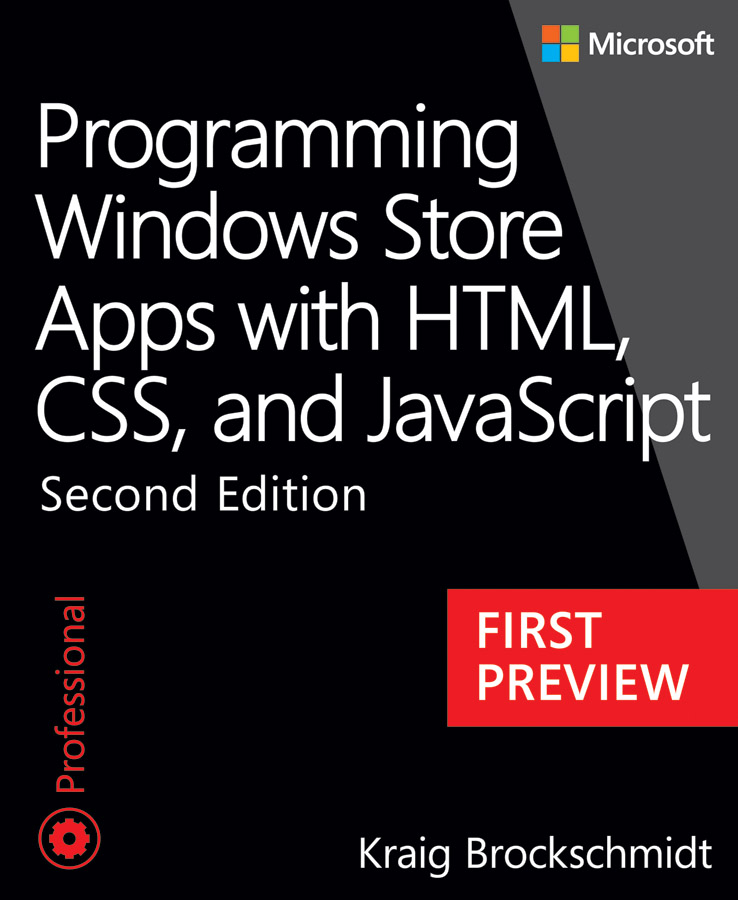 Microsoft
Programming
Windows Store
Apps with HTML,
CSS, and JavaScript
Second Edition
FIRST
PREVIEW
Professional
Kraig Brockschmidt